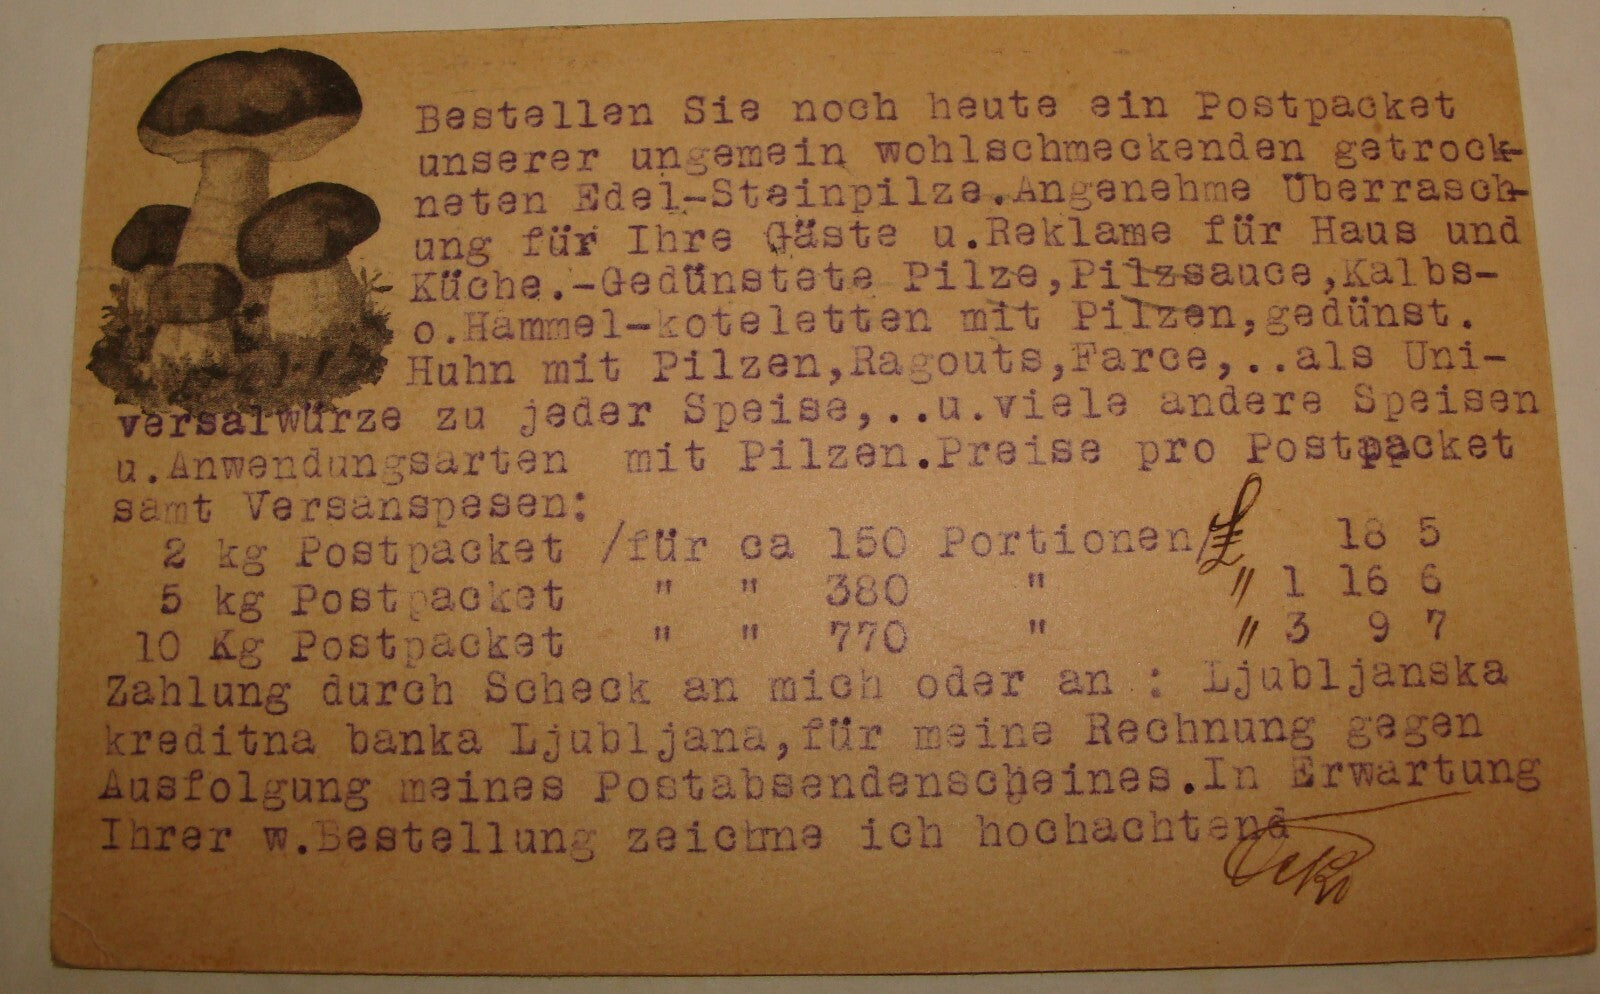 Bestellen Sie noch heute ein Postpacket
unserer ungemein wohlschmeckenden getrock-
neten Edel-Steinpilze.Angenehme Überrasch-
ung für Ihre Gäste u.Reklame für Haus und
Küche.-Gedünstete Pilze,Pilzsauce,Kalbs-
o.Hammel-koteletten mit Pilzen,gedünst.
Huhn mit Pilzen,Ragouts,Farce,..als Uni-
versalwürze zu jeder Speise,..u.viele andere Speisen
u.Anwendungsarten mit Pilzen.Preise pro Postpacket
samt Versanspesen:
2 kg Postpacket /für ca 150 Portionen/£ 18 5
5 kg Postpacket " " 380 " " 1 16 6
10 Kg Postpacket " " 770 " " 3 9 7
Zahlung durch Scheck an mich oder an : Ljubljanska
kreditna banka Ljubljana,für meine Rechnung gegen
Ausfolgung meines Postabsendenscheines.In Erwartung
Ihrer w.Bestellung zeichne ich hochachtend